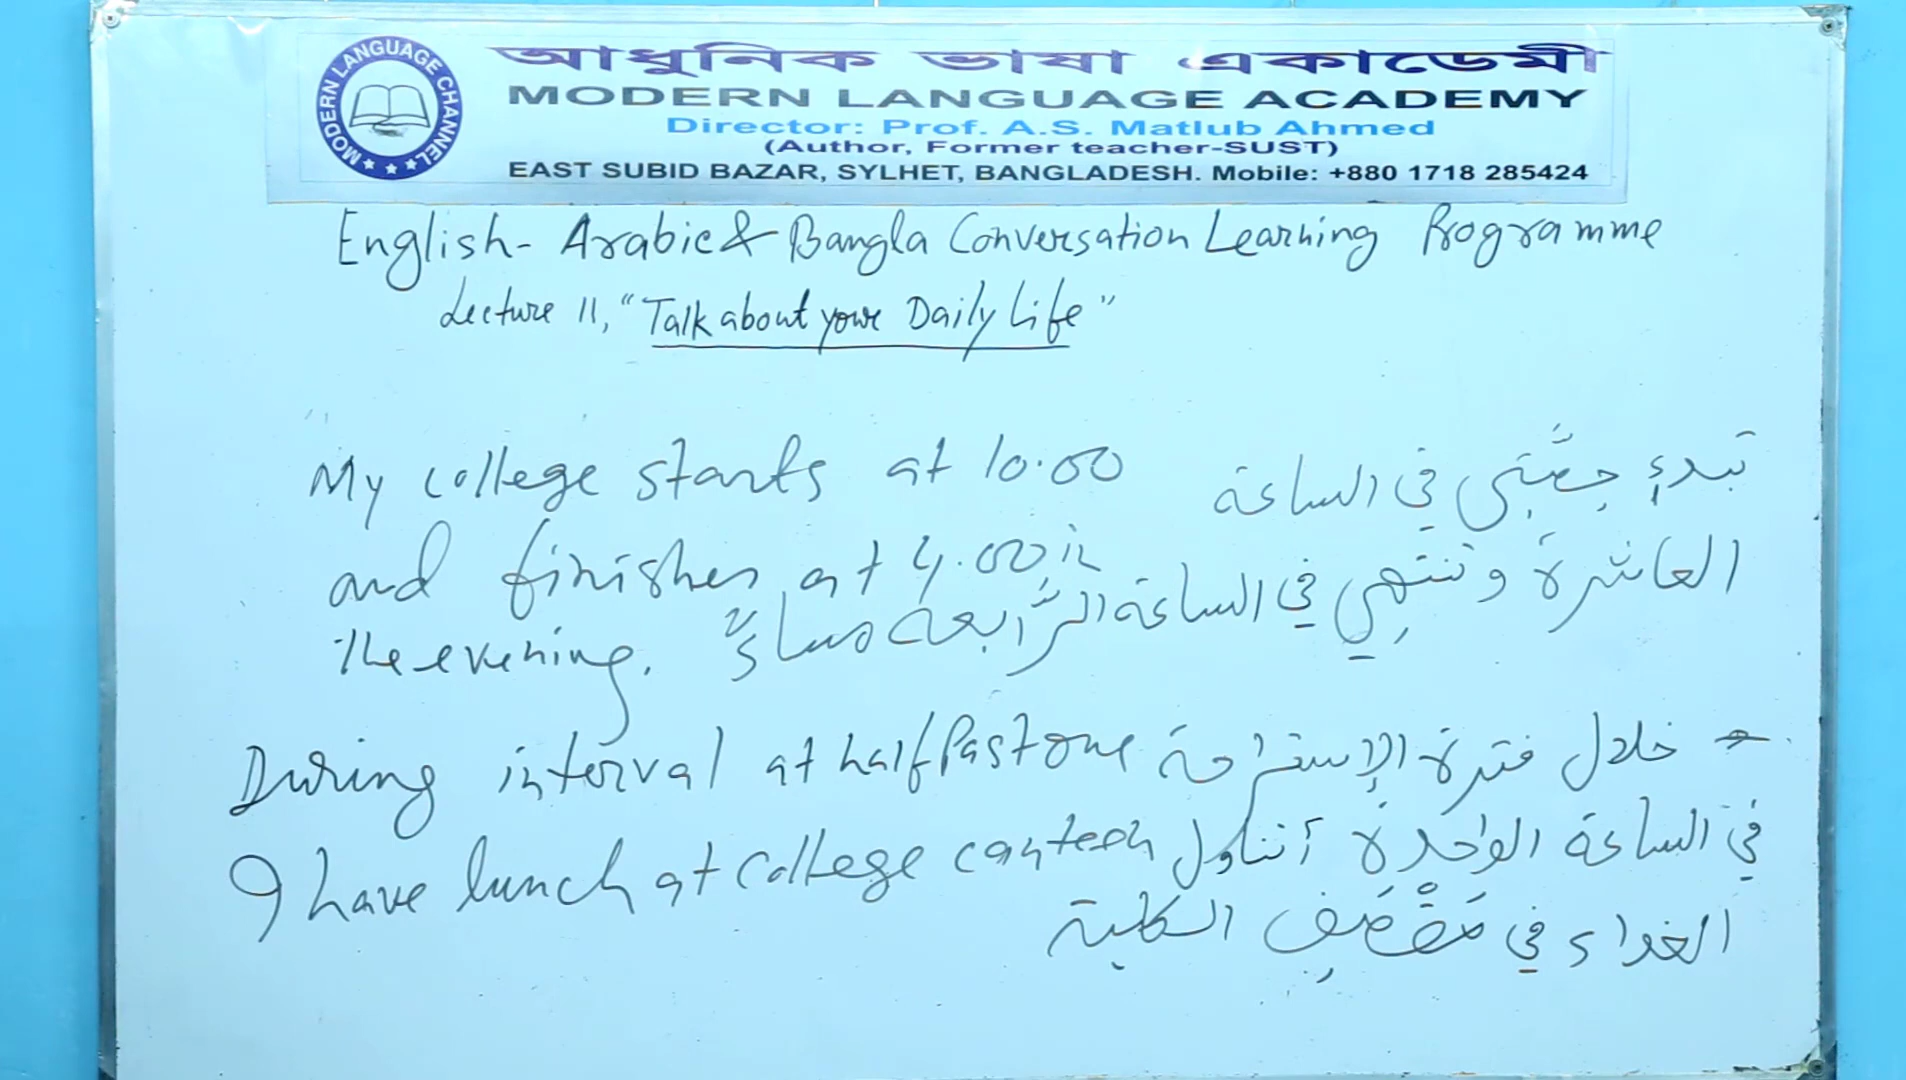 MODERN LANGUAGE CHANNEL
আধুনিক ভাষা একাডেমী
MODERN LANGUAGE ACADEMY
Director: Prof. A.S. Matlub Ahmed
(Author, Former teacher-SUST)
EAST SUBID BAZAR, SYLHET, BANGLADESH. Mobile: +880 1718 285424
English- Arabic & Bangla Conversation Learning Programme
Lecture 11, "Talk about your Daily Life"
My college starts at 10.00
and finishes at 4.00, in
the evening.
في الساعة
العاشرة وتنتهي في الساعة الرَّابعة مساءً
During interval at half Past one
I have lunch at college canteen
خلال فترة الإستراحة
في الساعة الواحدة أتناول
الغداء في مَقْصَفِ الكلية